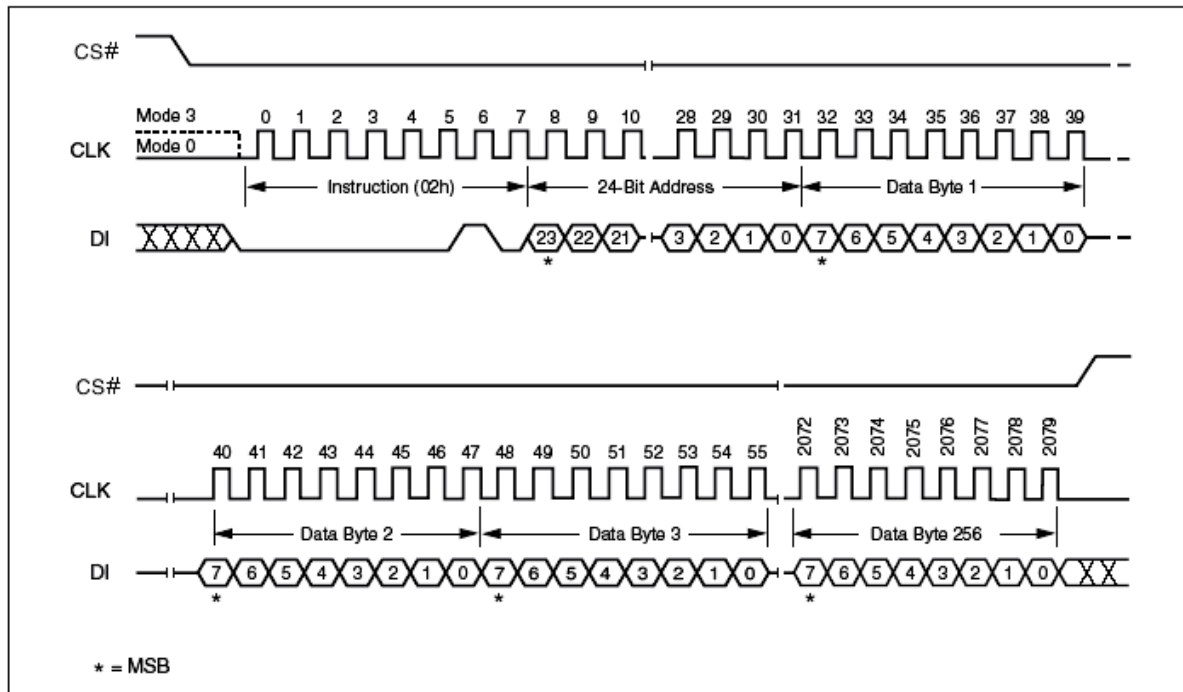 CS#
Mode 3
0 1 2 3 4 5 6 7 8 9 10 28 29 30 31 32 33 34 35 36 37 38 39
CLK
Mode 0
Instruction (02h) 24-Bit Address Data Byte 1
DI 23 22 21 3 2 1 0 7 6 5 4 3 2 1 0
* *
CS#
40 41 42 43 44 45 46 47 48 49 50 51 52 53 54 55 2072 2073 2074 2075 2076 2077 2078 2079
CLK
Data Byte 2 Data Byte 3 Data Byte 256
DI 7 6 5 4 3 2 1 0 7 6 5 4 3 2 1 0 7 6 5 4 3 2 1 0
* * *
* = MSB